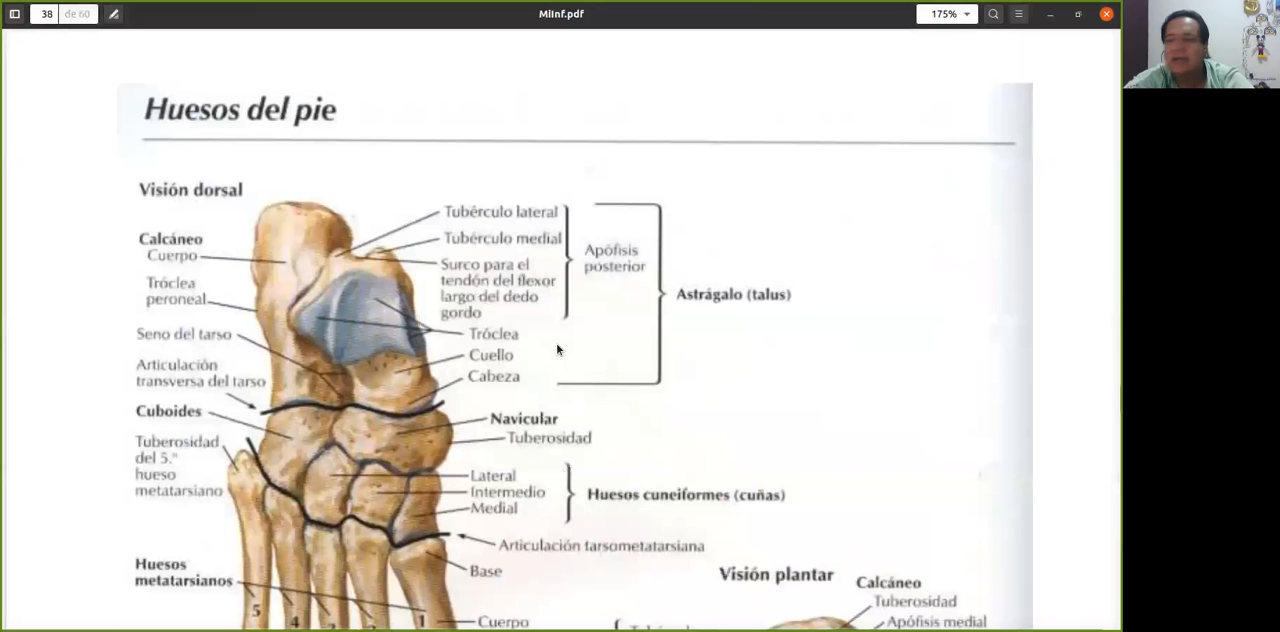 38
de 60
MiInf.pdf
175%
Huesos del pie
Visión dorsal
Calcáneo
Cuerpo
Tróclea
peroneal
Seno del tarso
Articulación
transversa del tarso
Cuboides
Tuberosidad
del 5.º
hueso
metatarsiano
Huesos
metatarsianos
Tubérculo lateral
Tubérculo medial
Surco para el
tendón del flexor
largo del dedo
gordo
Apófisis
posterior
Astrágalo (talus)
Tróclea
Cuello
Cabeza
Navicular
Tuberosidad
Lateral
Intermedio
Medial
Huesos cuneiformes (cuñas)
Articulación tarsometatarsiana
Base
Cuerpo
5
4
1
Visión plantar
Calcáneo
Tuberosidad
Apófisis medial